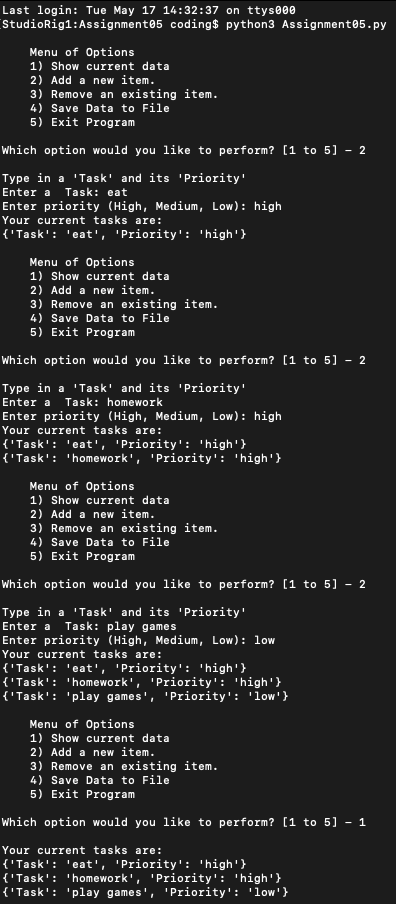 Last login: Tue May 17 14:32:37 on ttys000
[StudioRig1:Assignment05 coding$ python3 Assignment05.py
Menu of Options
1) Show current data
2) Add a new item.
3) Remove an existing item.
4) Save Data to File
5) Exit Program
Which option would you like to perform? [1 to 5] - 2
Type in a 'Task' and its 'Priority'
Enter a  Task: eat
Enter priority (High, Medium, Low): high
Your current tasks are:
{'Task': 'eat', 'Priority': 'high'}
Menu of Options
1) Show current data
2) Add a new item.
3) Remove an existing item.
4) Save Data to File
5) Exit Program
Which option would you like to perform? [1 to 5] - 2
Type in a 'Task' and its 'Priority'
Enter a  Task: homework
Enter priority (High, Medium, Low): high
Your current tasks are:
{'Task': 'eat', 'Priority': 'high'}
{'Task': 'homework', 'Priority': 'high'}
Menu of Options
1) Show current data
2) Add a new item.
3) Remove an existing item.
4) Save Data to File
5) Exit Program
Which option would you like to perform? [1 to 5] - 2
Type in a 'Task' and its 'Priority'
Enter a  Task: play games
Enter priority (High, Medium, Low): low
Your current tasks are:
{'Task': 'eat', 'Priority': 'high'}
{'Task': 'homework', 'Priority': 'high'}
{'Task': 'play games', 'Priority': 'low'}
Menu of Options
1) Show current data
2) Add a new item.
3) Remove an existing item.
4) Save Data to File
5) Exit Program
Which option would you like to perform? [1 to 5] - 1
Your current tasks are:
{'Task': 'eat', 'Priority': 'high'}
{'Task': 'homework', 'Priority': 'high'}
{'Task': 'play games', 'Priority': 'low'}